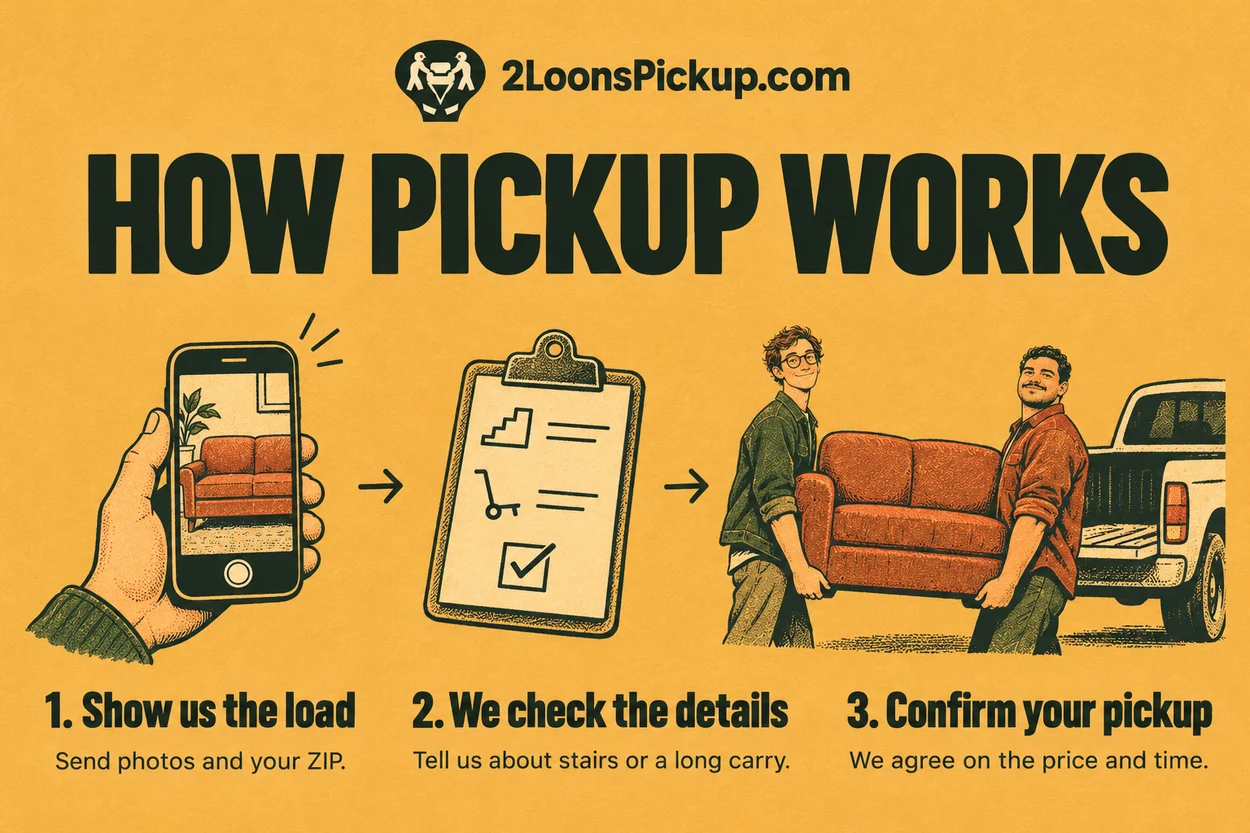 2LoonsPickup.com
HOW PICKUP WORKS
1. Show us the load
Send photos and your ZIP.
2. We check the details
Tell us about stairs or a long carry.
3. Confirm your pickup
We agree on the price and time.